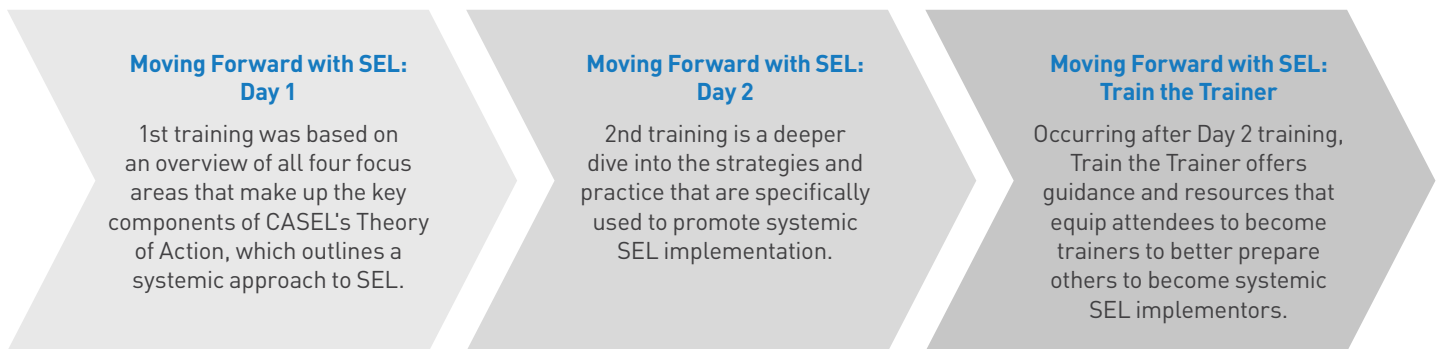 Moving Forward with SEL:
Day 1
1st training was based on
an overview of all four focus
areas that make up the key
components of CASEL's Theory
of Action, which outlines a
systemic approach to SEL.
Moving Forward with SEL:
Day 2
2nd training is a deeper
dive into the strategies and
practice that are specifically
used to promote systemic
SEL implementation.
Moving Forward with SEL:
Train the Trainer
Occurring after Day 2 training,
Train the Trainer offers
guidance and resources that
equip attendees to become
trainers to better prepare
others to become systemic
SEL implementors.